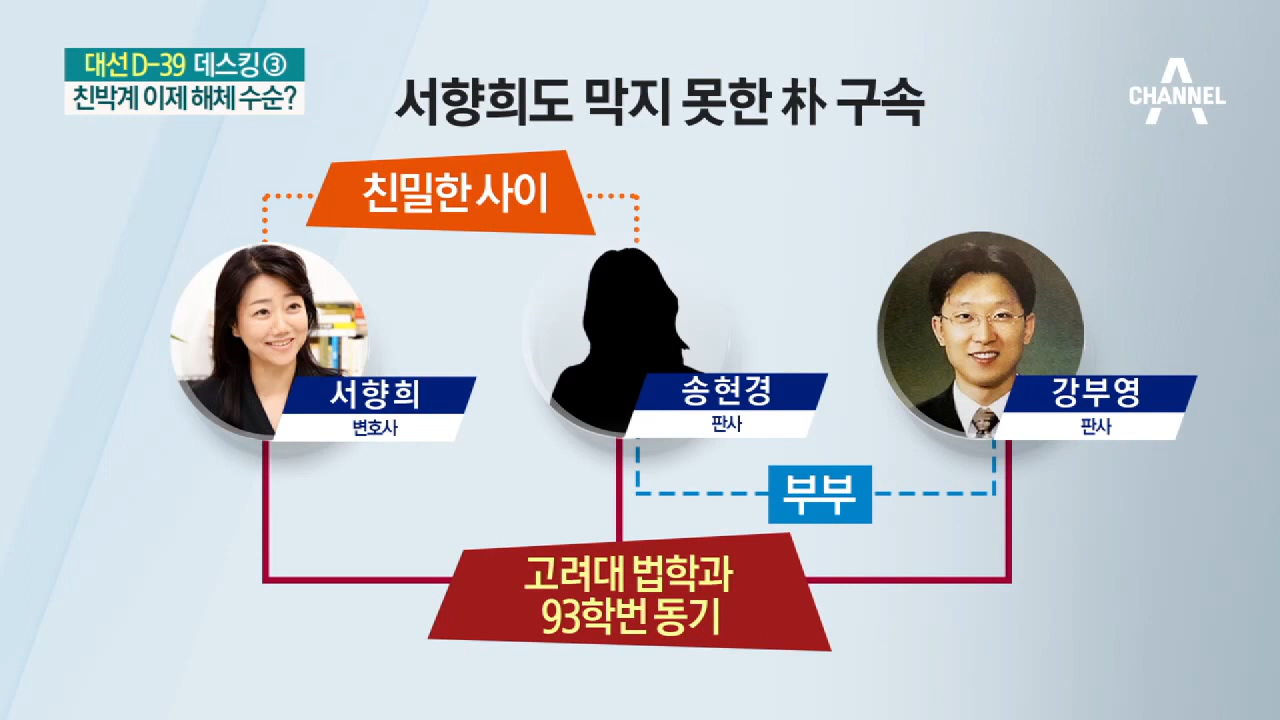 대선 D-39 데스킹③
친박계 이제 해체 수순?
서향희도 막지 못한 朴 구속
CHANNEL A
친밀한 사이
서향희
변호사
송현경
판사
강부영
판사
부부
고려대 법학과
93학번 동기